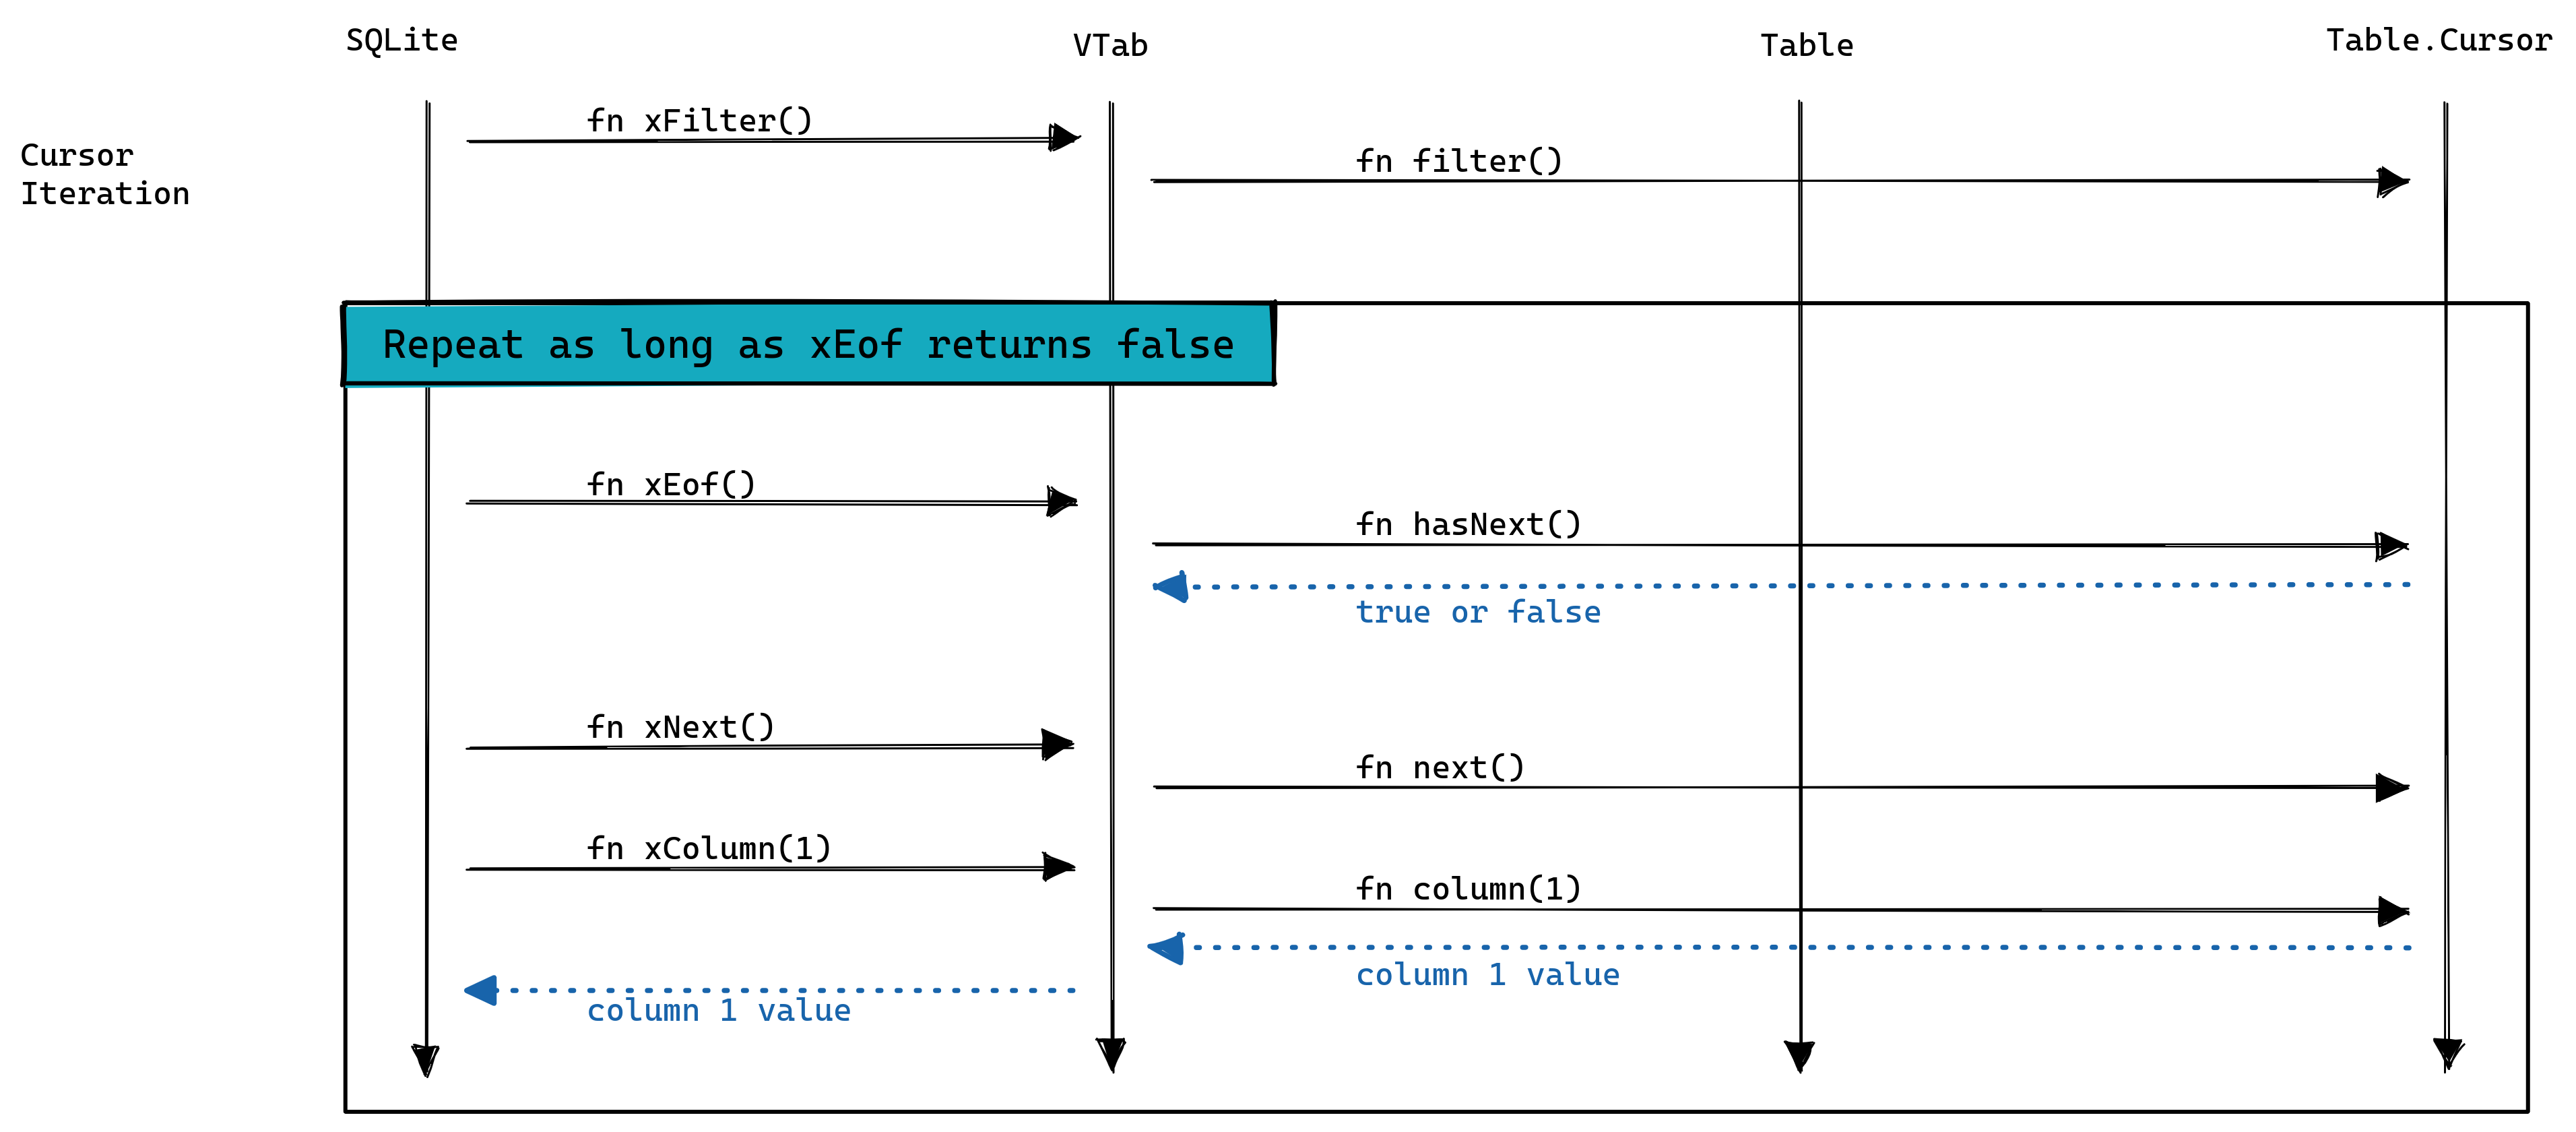 SQLite
VTab
Table
Table.Cursor
fn xFilter()
Cursor
Iteration
fn filter()
Repeat as long as xEof returns false
fn xEof()
fn hasNext()
true or false
fn xNext()
fn next()
fn xColumn(1)
fn column(1)
column 1 value
column 1 value